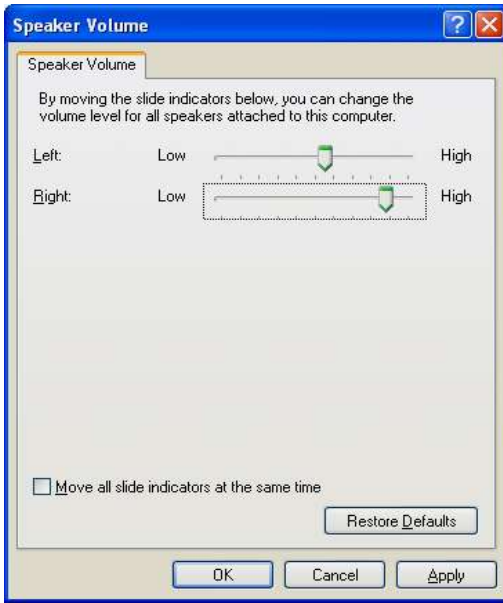 Speaker Volume
Speaker Volume
By moving the slide indicators below, you can change the
volume level for all speakers attached to this computer.
Left: Low High
Right: Low High
Move all slide indicators at the same time
Restore Defaults
OK Cancel Apply